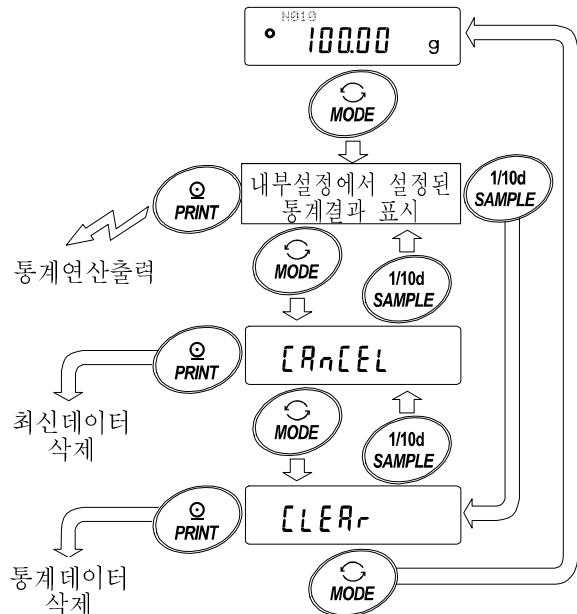 N010
100.00 g
MODE
PRINT
내부설정에서 설정된
통계결과 표시
1/10d
SAMPLE
통계연산출력
MODE
1/10d
SAMPLE
PRINT
CAnCEL
최신데이터
삭제
MODE
1/10d
SAMPLE
PRINT
CLEAr
통계데이터
삭제
MODE